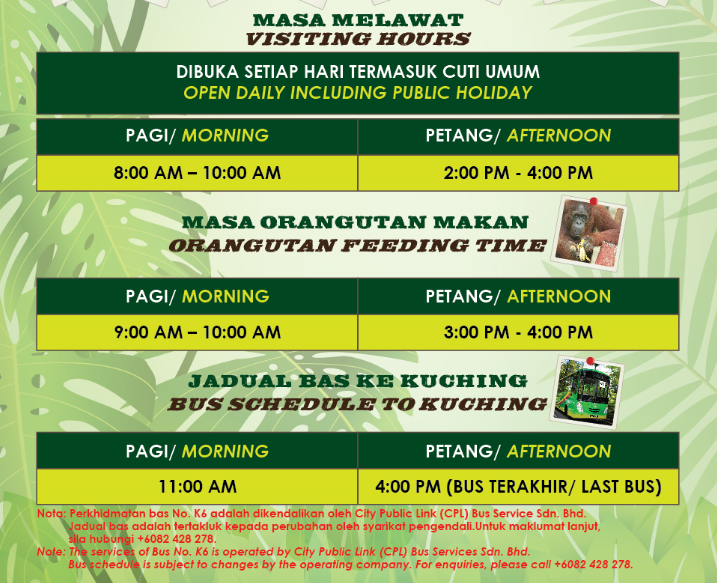 MASA MELAWAT
VISITING HOURS
DIBUKA SETIAP HARI TERMASUK CUTI UMUM
OPEN DAILY INCLUDING PUBLIC HOLIDAY
PAGI/ MORNING
PETANG/ AFTERNOON
8:00 AM – 10:00 AM
2:00 PM - 4:00 PM
MASA ORANGUTAN MAKAN
ORANGUTAN FEEDING TIME
PAGI/ MORNING
PETANG/ AFTERNOON
9:00 AM – 10:00 AM
3:00 PM - 4:00 PM
JADUAL BAS KE KUCHING
BUS SCHEDULE TO KUCHING
PAGI/ MORNING
PETANG/ AFTERNOON
11:00 AM
4:00 PM (BUS TERAKHIR/ LAST BUS)
Nota: Perkhidmatan bas No. K6 adalah dikendalikan oleh City Public Link (CPL) Bus Service Sdn. Bhd.
Jadual bas adalah tertakluk kepada perubahan oleh syarikat pengendali.Untuk maklumat lanjut,
sila hubungi +6082 428 278.
Note: The services of Bus No. K6 is operated by City Public Link (CPL) Bus Services Sdn. Bhd.
Bus schedule is subject to changes by the operating company. For enquiries, please call +6082 428 278.